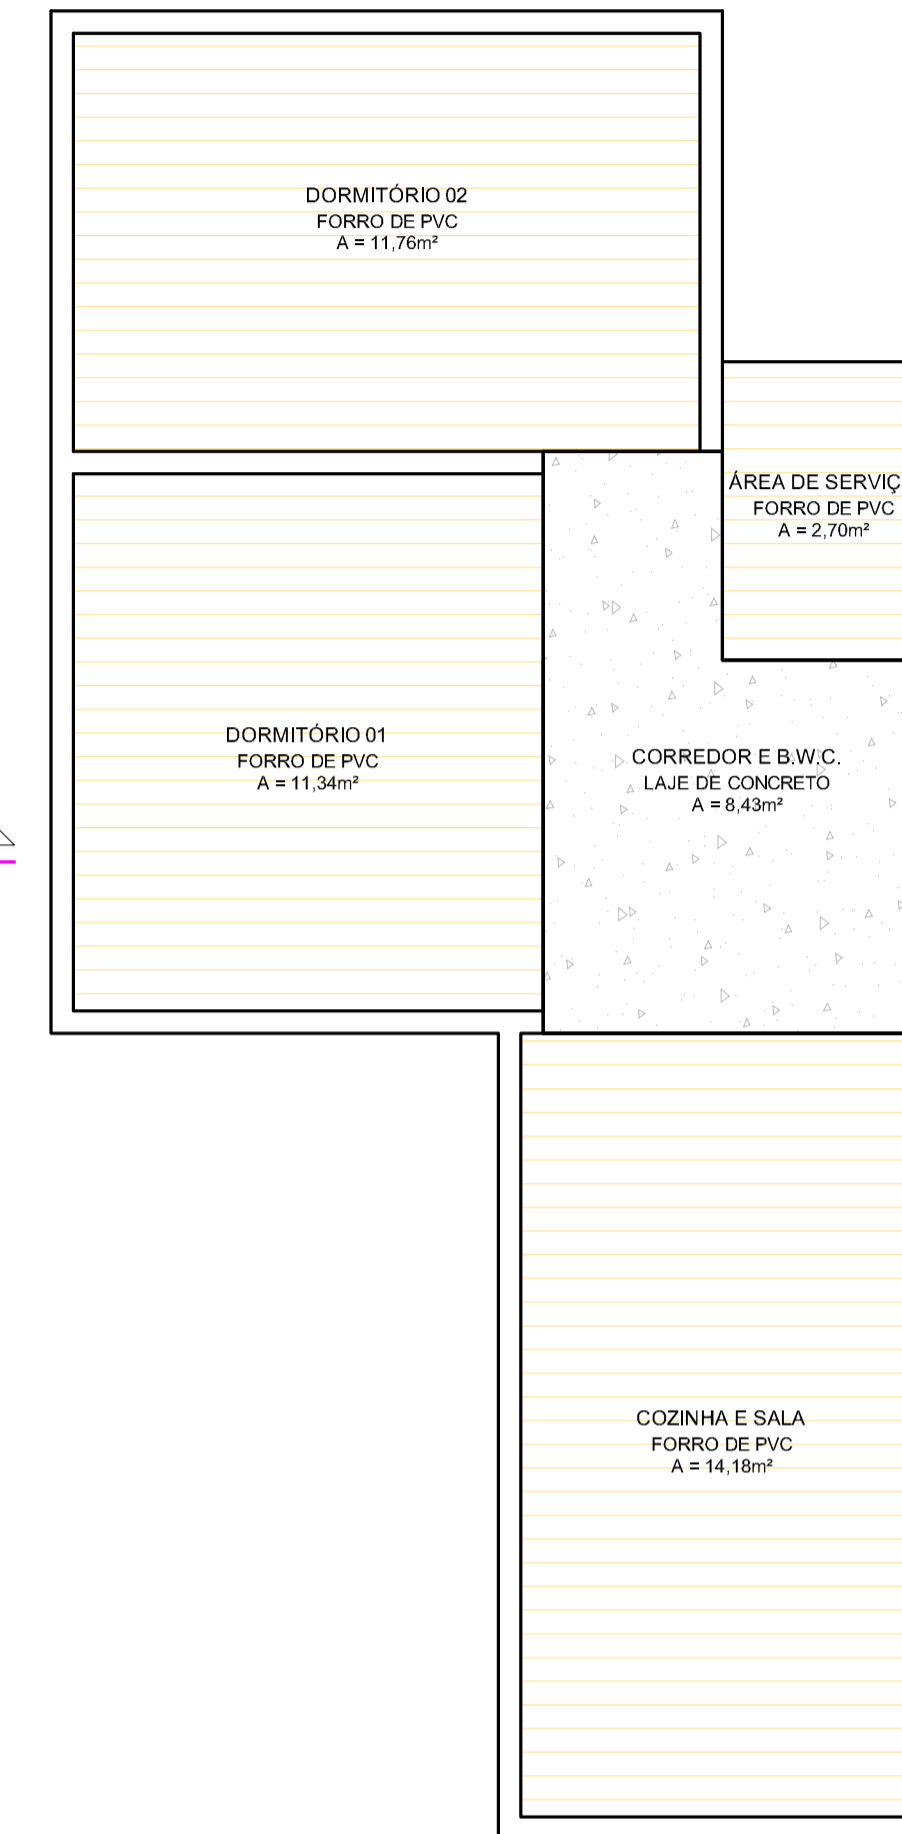 DORMITÓRIO 02
FORRO DE PVC
A = 11,76m²
ÁREA DE SERVIÇ
FORRO DE PVC
A = 2,70m²
DORMITÓRIO 01
FORRO DE PVC
A = 11,34m²
CORREDOR E B.W.C.
LAJE DE CONCRETO
A = 8,43m²
COZINHA E SALA
FORRO DE PVC
A = 14,18m²